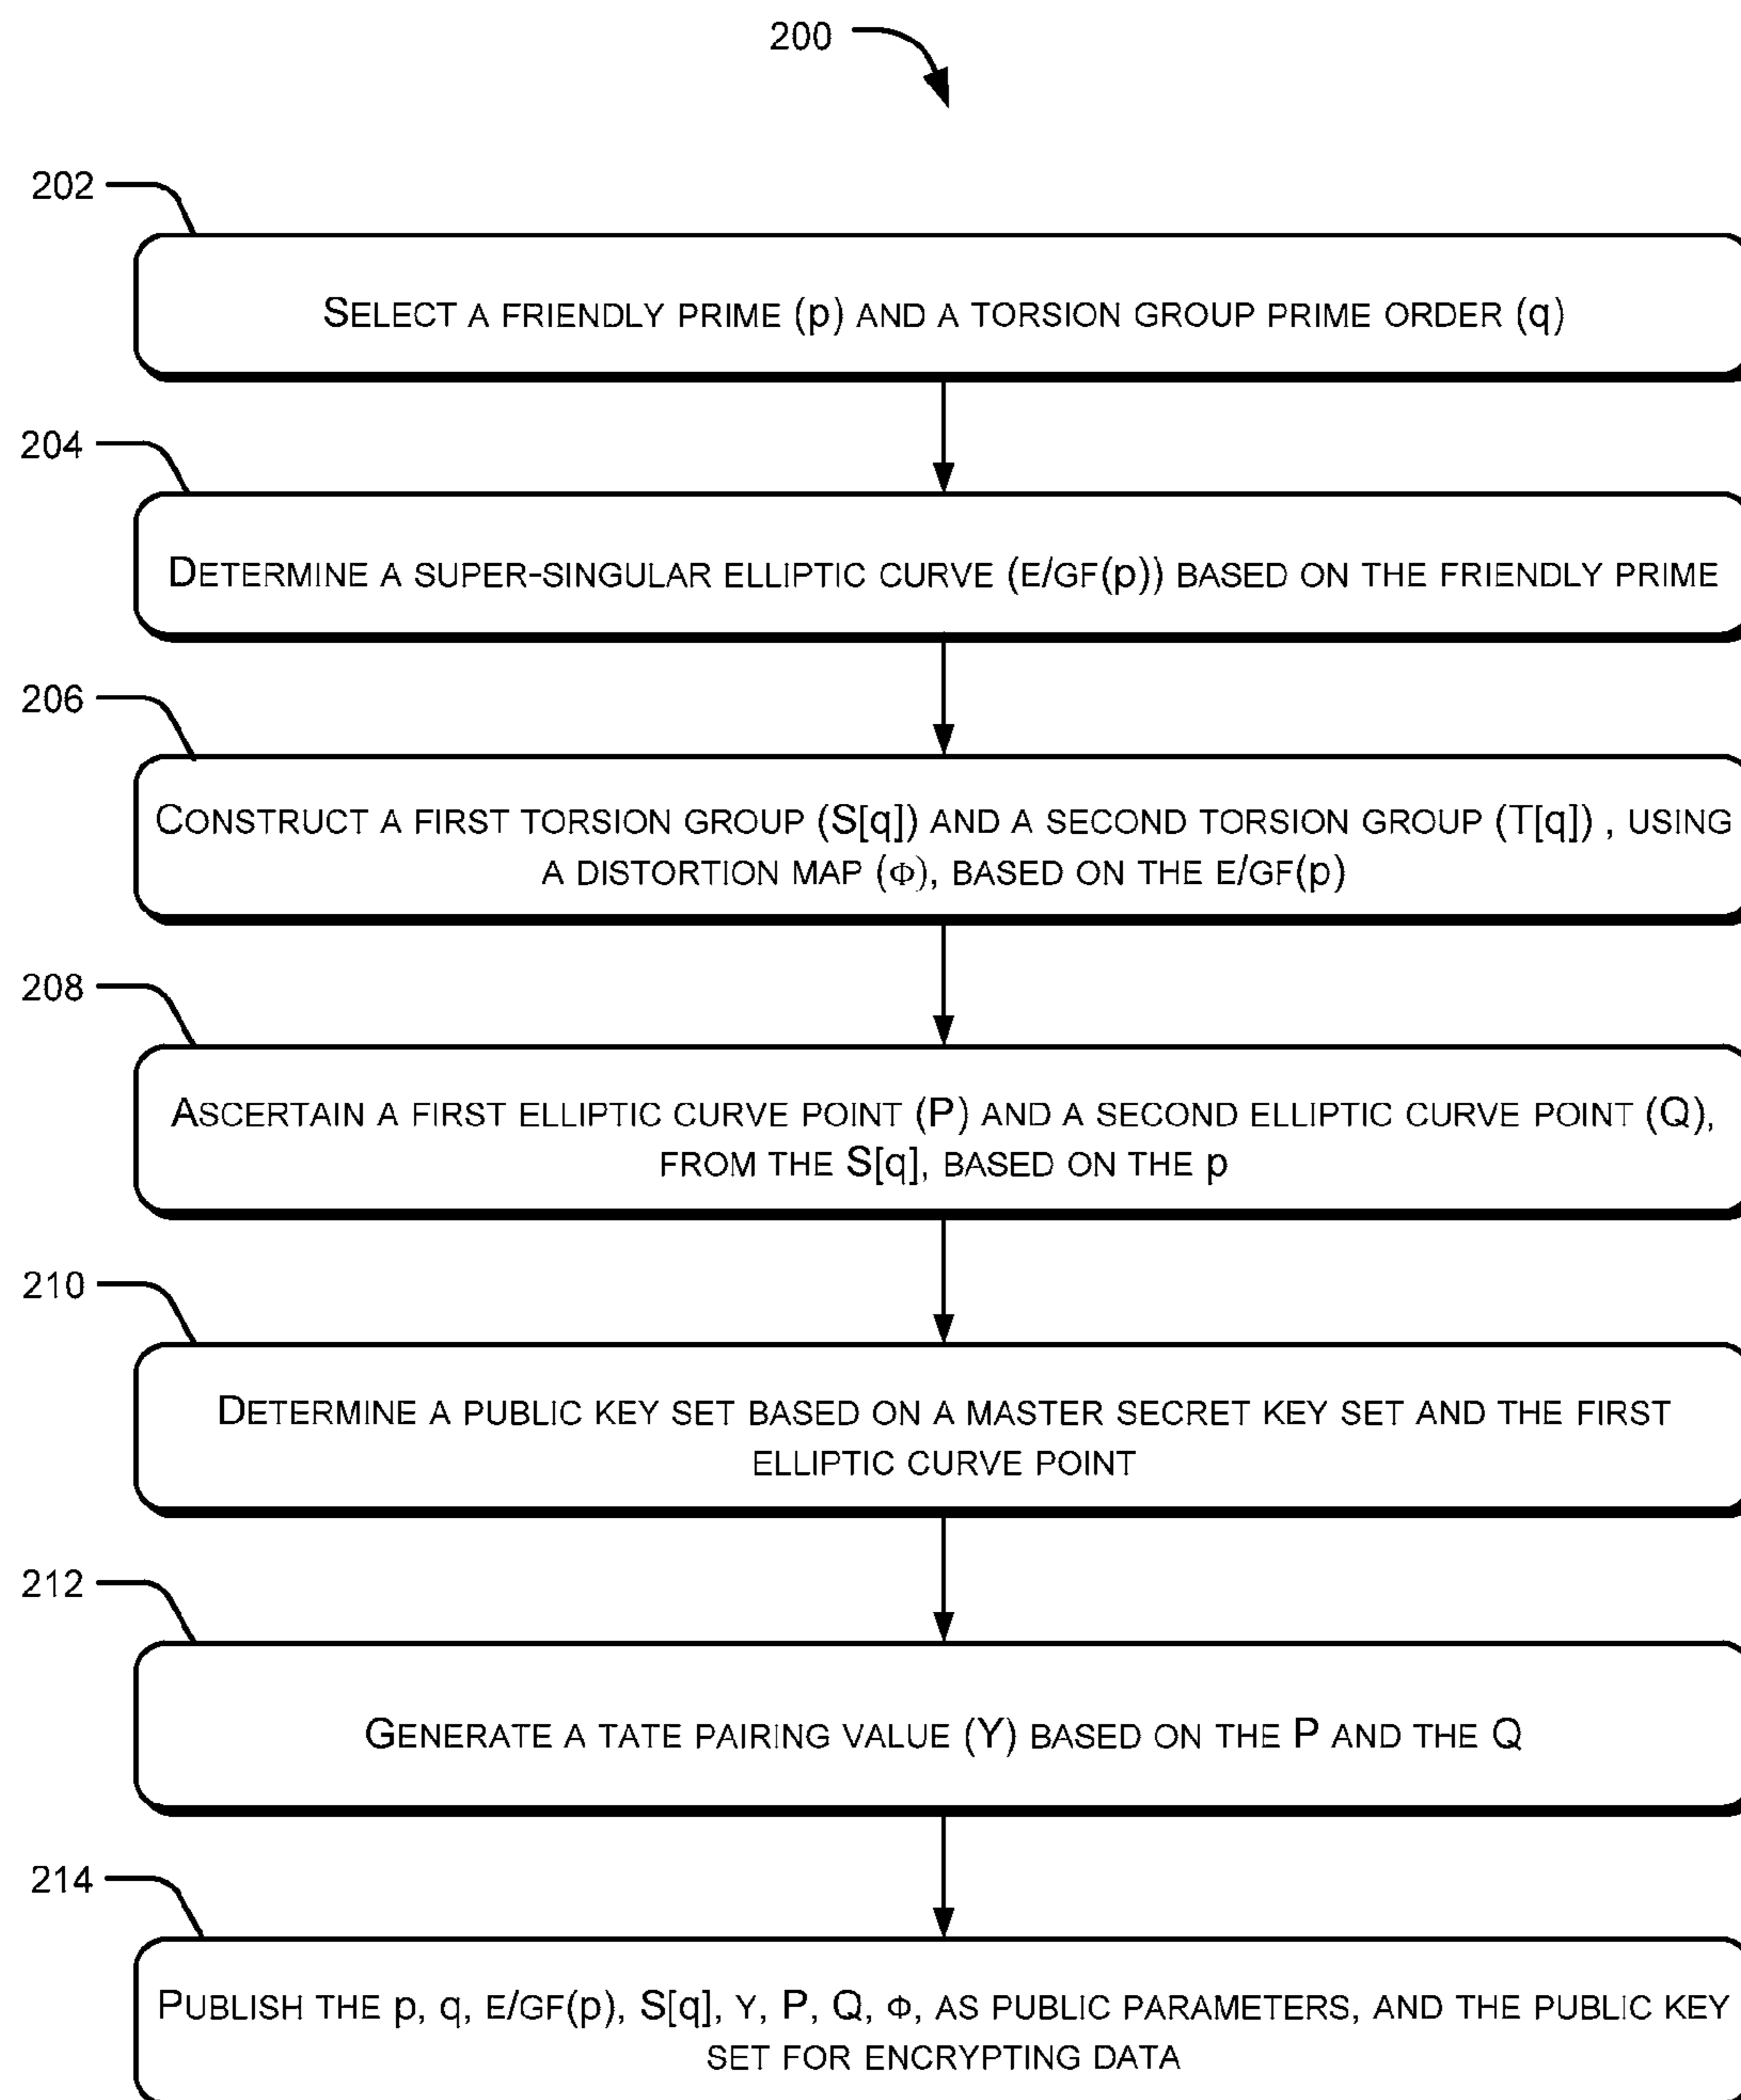 200
202
SELECT A FRIENDLY PRIME (p) AND A TORSION GROUP PRIME ORDER (q)
204
DETERMINE A SUPER-SINGULAR ELLIPTIC CURVE (E/GF(p)) BASED ON THE FRIENDLY PRIME
206
CONSTRUCT A FIRST TORSION GROUP (S[q]) AND A SECOND TORSION GROUP (T[q]) , USING
A DISTORTION MAP (Φ), BASED ON THE E/GF(p)
208
ASCERTAIN A FIRST ELLIPTIC CURVE POINT (P) AND A SECOND ELLIPTIC CURVE POINT (Q),
FROM THE S[q], BASED ON THE p
210
DETERMINE A PUBLIC KEY SET BASED ON A MASTER SECRET KEY SET AND THE FIRST
ELLIPTIC CURVE POINT
212
GENERATE A TATE PAIRING VALUE (Y) BASED ON THE P AND THE Q
214
PUBLISH THE p, q, E/GF(p), S[q], Y, P, Q, Φ, AS PUBLIC PARAMETERS, AND THE PUBLIC KEY
SET FOR ENCRYPTING DATA